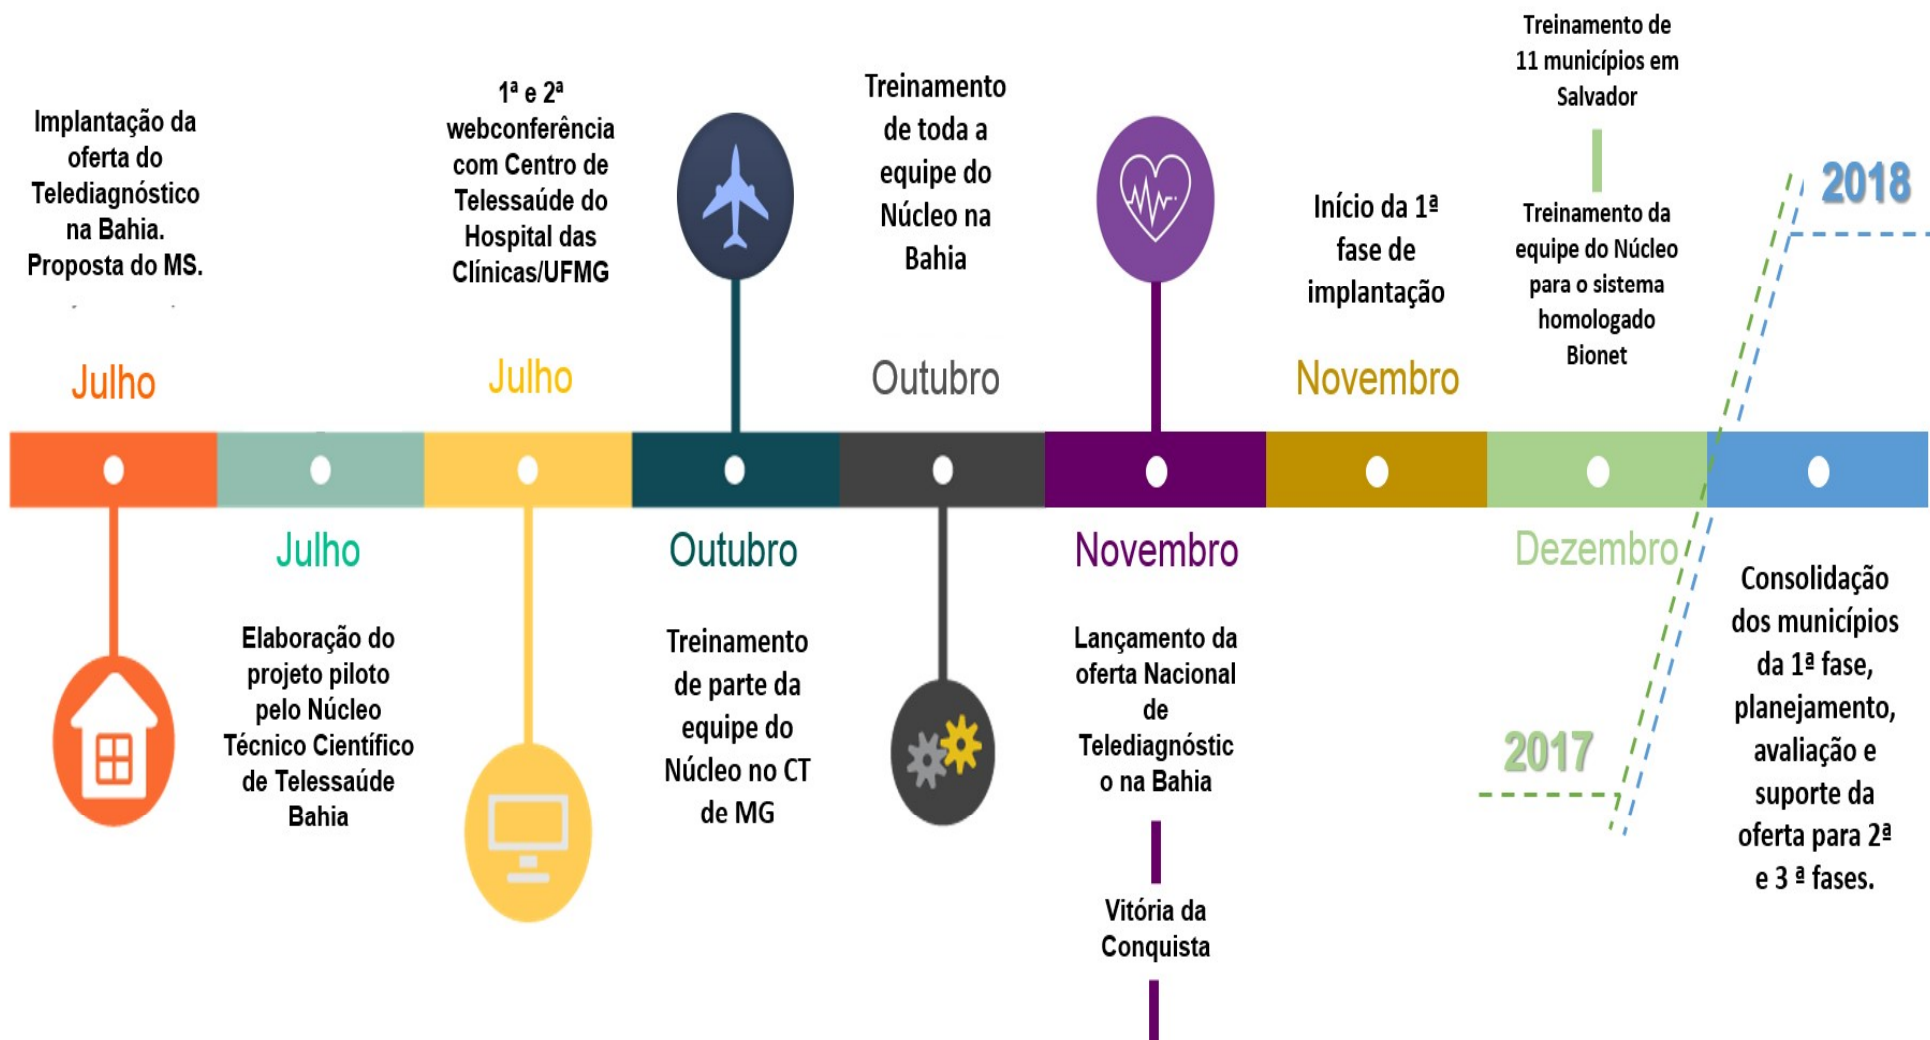 Implantação da
oferta do
Telediagnóstico
na Bahia.
Proposta do MS.
Julho
Julho
Elaboração do
projeto piloto
pelo Núcleo
Técnico Científico
de Telessaúde
Bahia
1ª e 2ª
webconferência
com Centro de
Telessaúde do
Hospital das
Clínicas/UFMG
Julho
Outubro
Treinamento
de parte da
equipe do
Núcleo no CT
de MG
Treinamento
de toda a
equipe do
Núcleo na
Bahia
Outubro
Novembro
Lançamento da
oferta Nacional
de
Telediagnóstic
o na Bahia
Vitória da
Conquista
Início da 1ª
fase de
implantação
Novembro
Treinamento de
11 municípios em
Salvador
Treinamento da
equipe do Núcleo
para o sistema
homologado
Bionet
Dezembro
2017
2018
Consolidação
dos municípios
da 1ª fase,
planejamento,
avaliação e
suporte da
oferta para 2ª
e 3 ª fases.